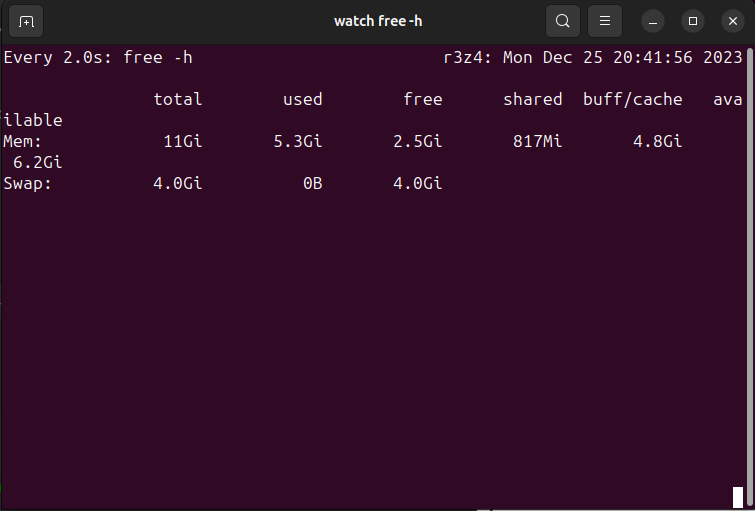 watch free -h
Every 2.0s: free -h r3z4: Mon Dec 25 20:41:56 2023
total used free shared buff/cache ava
ilable
Mem: 11Gi 5.3Gi 2.5Gi 817Mi 4.8Gi
6.2Gi
Swap: 4.0Gi 0B 4.0Gi